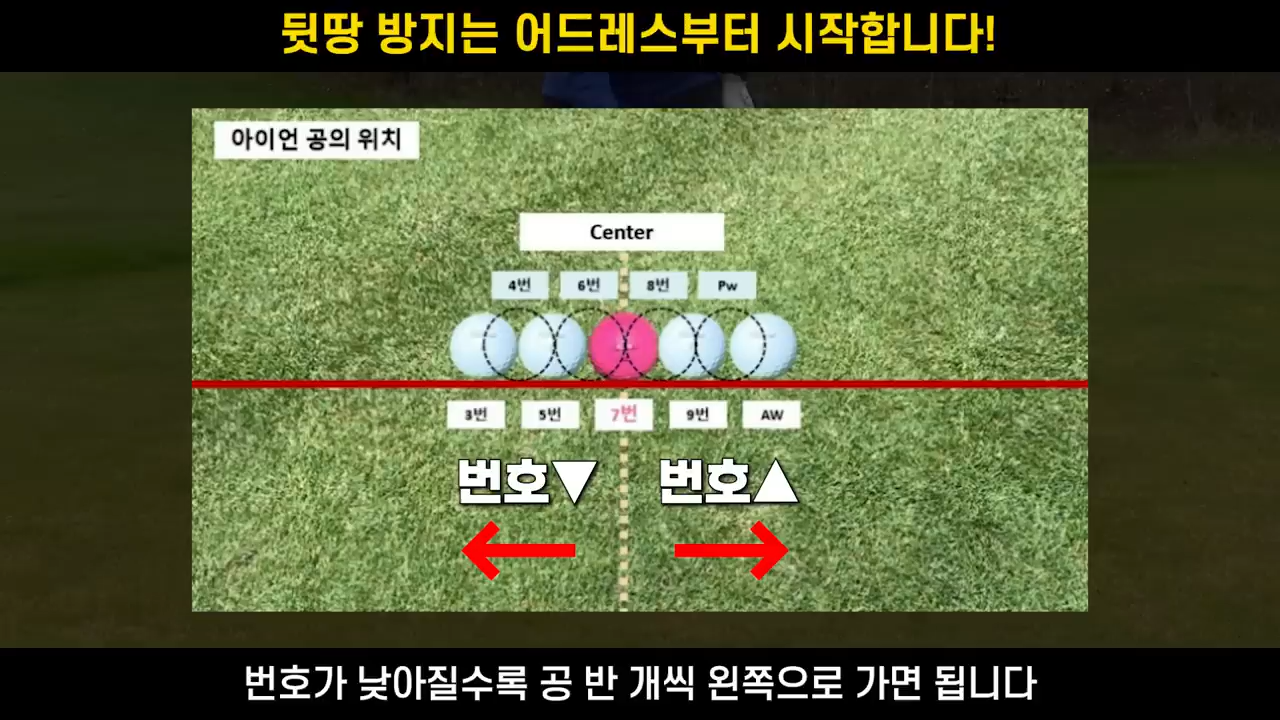 뒷땅 방지는 어드레스부터 시작합니다!
아이언 공의 위치
Center
4번 6번 8번 Pw
3번 5번 7번 9번 AW
번호▼ 번호▲
번호가 낮아질수록 공 반 개씩 왼쪽으로 가면 됩니다